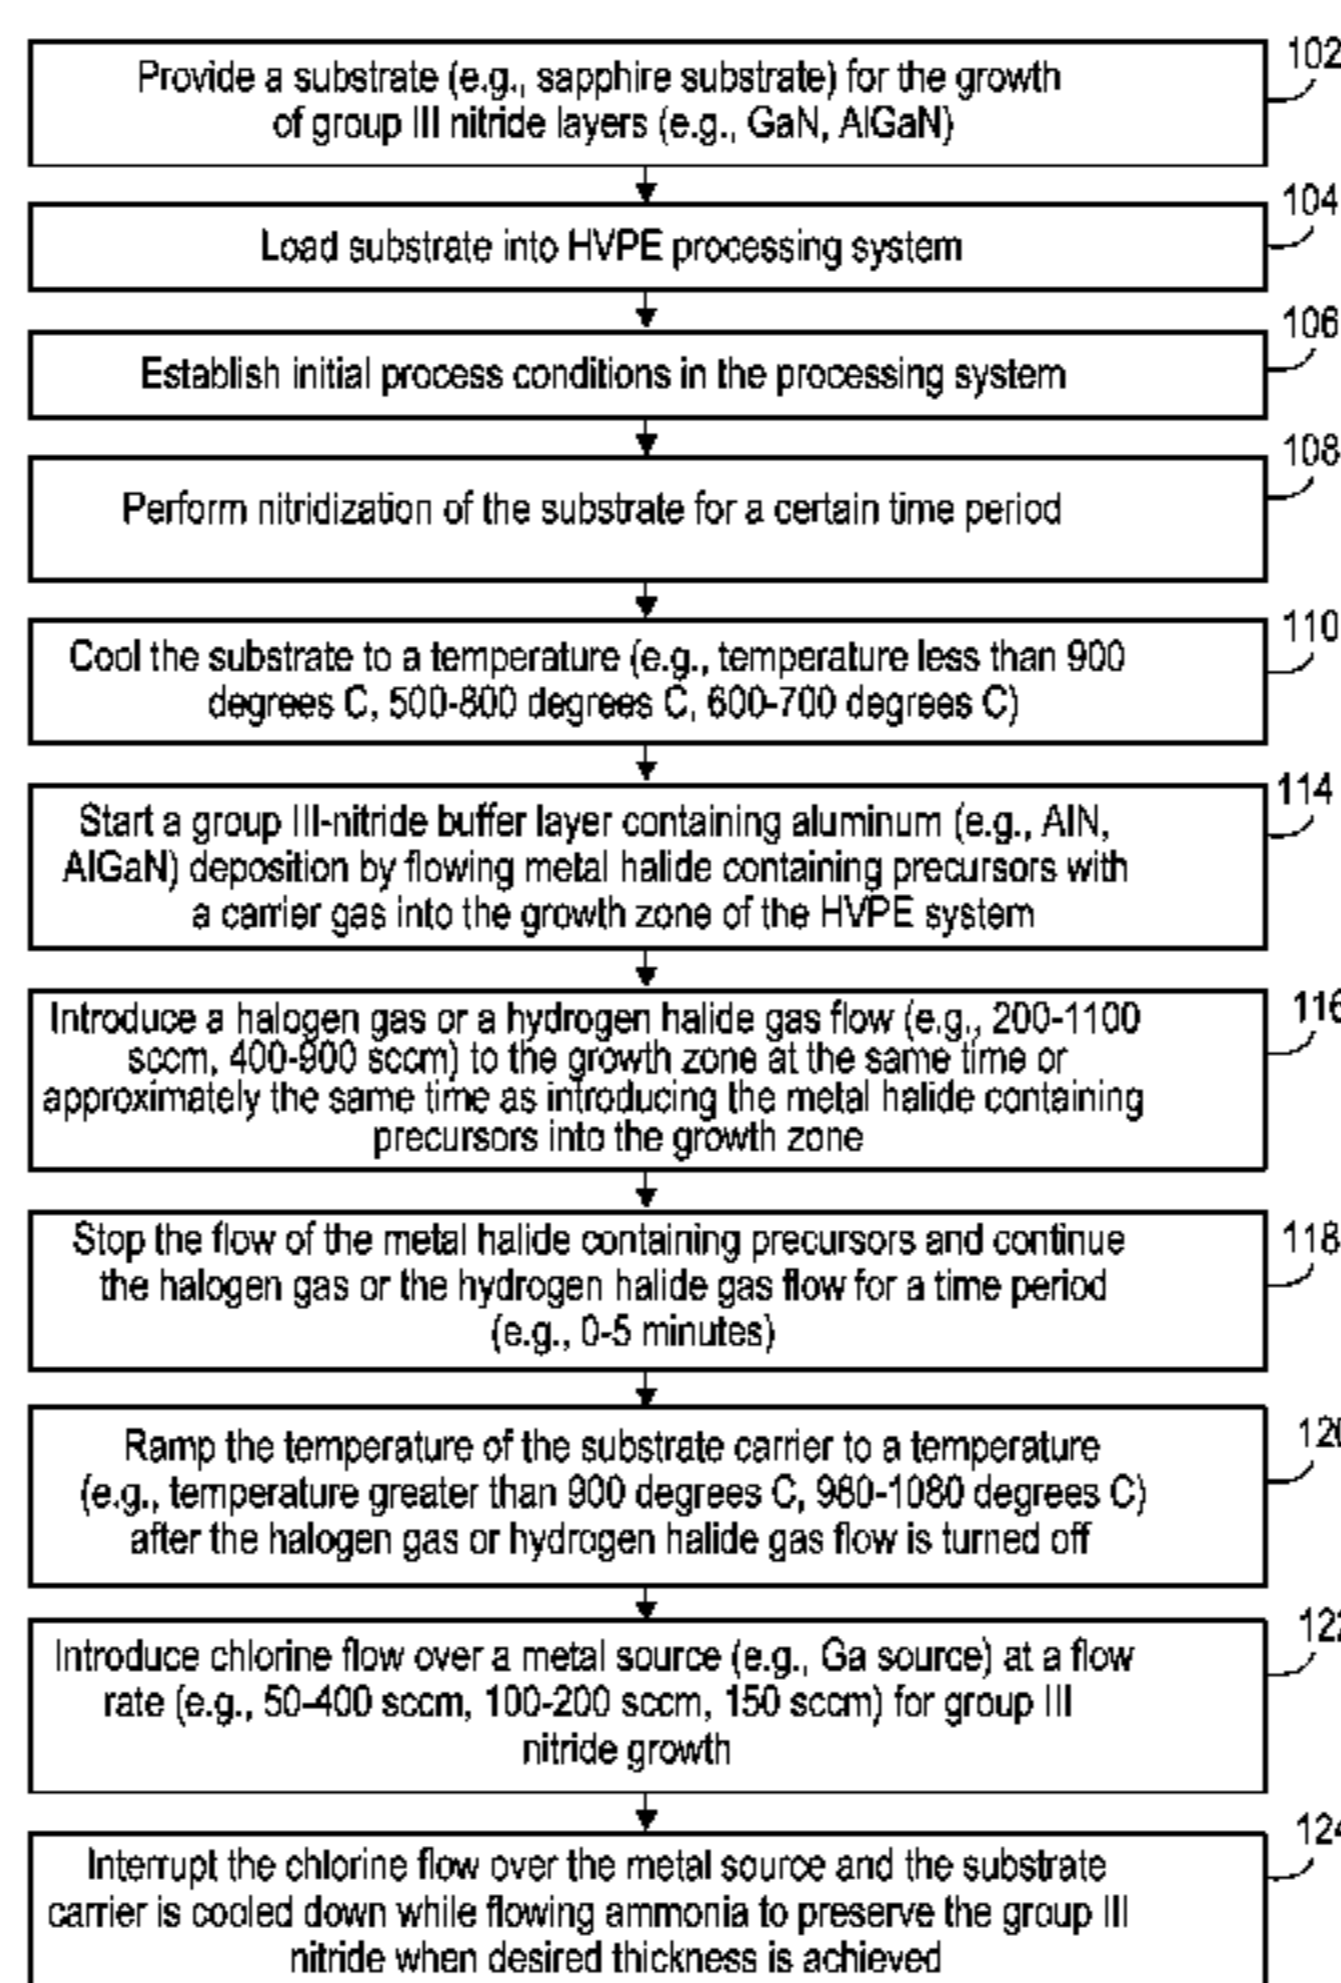 102
Provide a substrate (e.g., sapphire substrate) for the growth
of group III nitride layers (e.g., GaN, AlGaN)
104
Load substrate into HVPE processing system
106
Establish initial process conditions in the processing system
108
Perform nitridization of the substrate for a certain time period
110
Cool the substrate to a temperature (e.g., temperature less than 900
degrees C, 500-800 degrees C, 600-700 degrees C)
114
Start a group III-nitride buffer layer containing aluminum (e.g., AlN,
AlGaN) deposition by flowing metal halide containing precursors with
a carrier gas into the growth zone of the HVPE system
116
Introduce a halogen gas or a hydrogen halide gas flow (e.g., 200-1100
sccm, 400-900 sccm) to the growth zone at the same time or
approximately the same time as introducing the metal halide containing
precursors into the growth zone
118
Stop the flow of the metal halide containing precursors and continue
the halogen gas or the hydrogen halide gas flow for a time period
(e.g., 0-5 minutes)
120
Ramp the temperature of the substrate carrier to a temperature
(e.g., temperature greater than 900 degrees C, 980-1080 degrees C)
after the halogen gas or hydrogen halide gas flow is turned off
122
Introduce chlorine flow over a metal source (e.g., Ga source) at a flow
rate (e.g., 50-400 sccm, 100-200 sccm, 150 sccm) for group III
nitride growth
124
Interrupt the chlorine flow over the metal source and the substrate
carrier is cooled down while flowing ammonia to preserve the group III
nitride when desired thickness is achieved